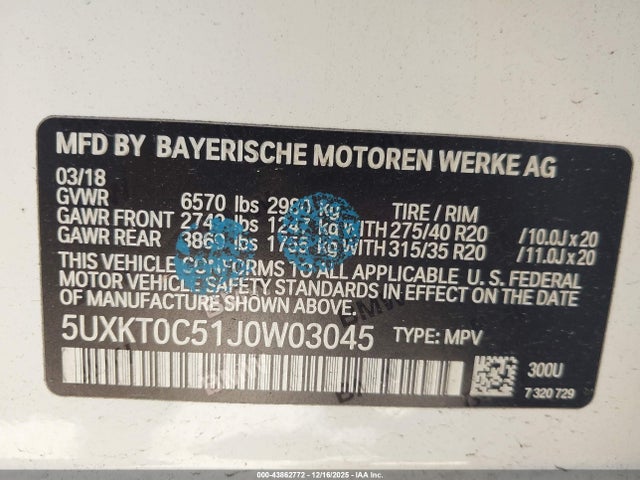 MFD BY BAYERISCHE MOTOREN WERKE AG
03/18
GVWR 6570 lbs 2980 kg TIRE / RIM
GAWR FRONT 2742 lbs 1247 kg WITH 275/40 R20 /10.0J x 20
GAWR REAR 3869 lbs 1755 kg WITH 315/35 R20 /11.0J x 20
THIS VEHICLE CONFORMS TO ALL APPLICABLE U. S. FEDERAL
MOTOR VEHICLE SAFETY STANDARDS IN EFFECT ON THE DATE
OF MANUFACTURE SHOWN ABOVE.
5UXKT0C51J0W03045 TYPE: MPV
300U
7 320 729
00-43862772 - 12/16/2025 - IAA Inc.